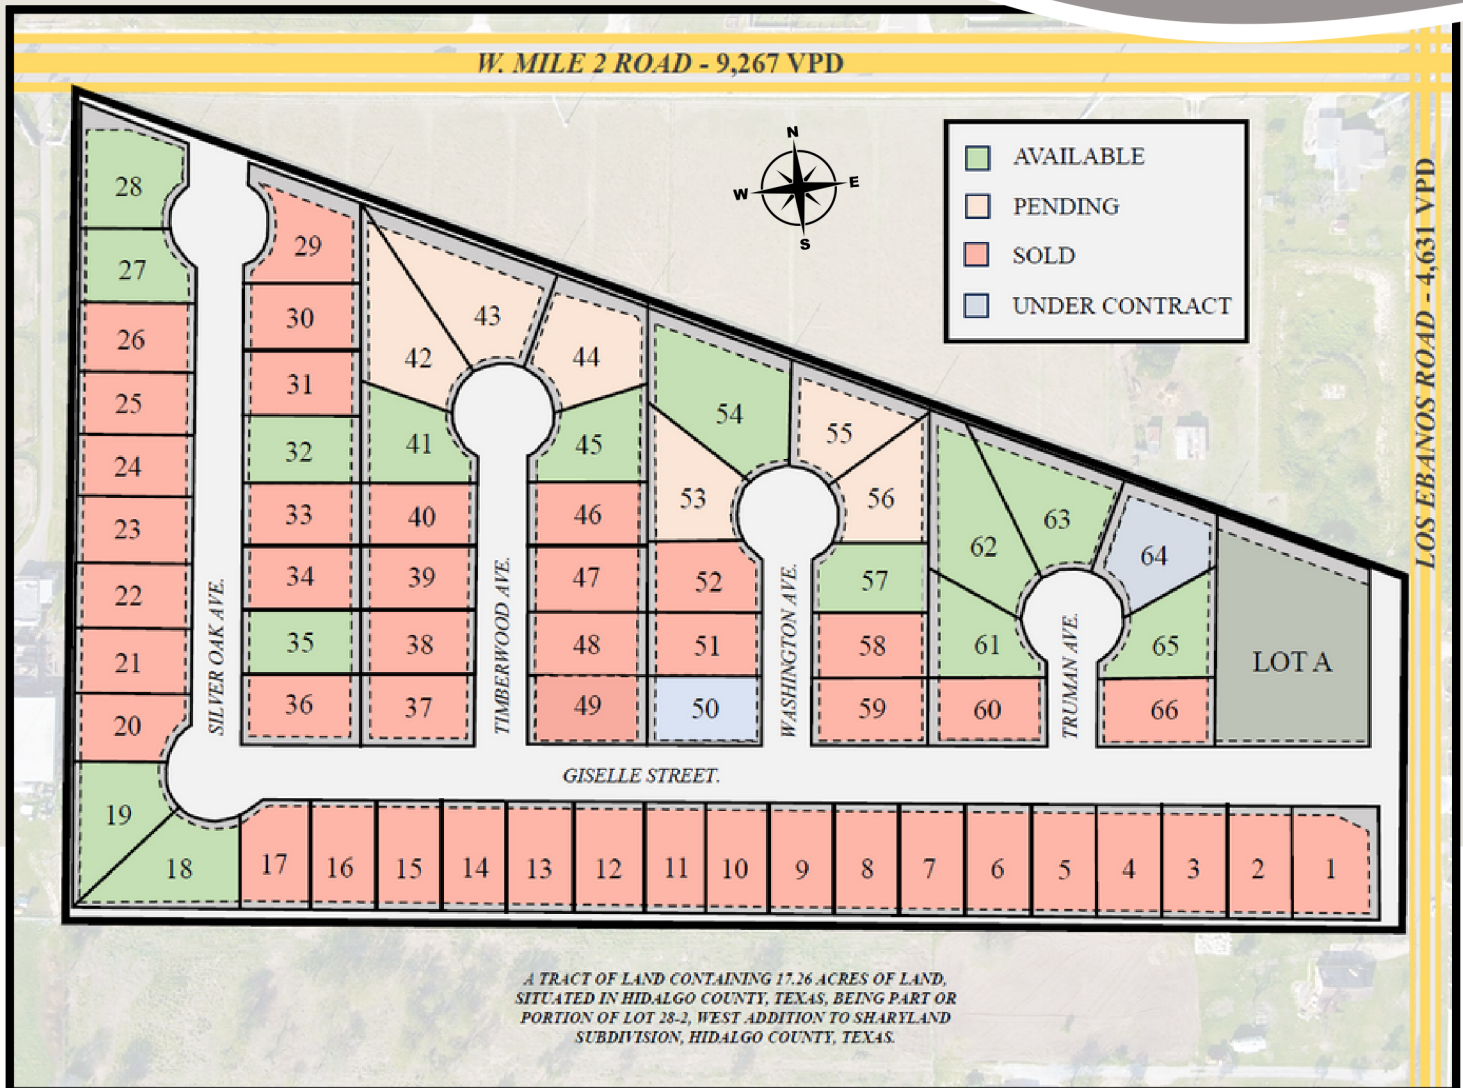 W. MILE 2 ROAD - 9,267 VPD
N
W
E
S
AVAILABLE
PENDING
SOLD
UNDER CONTRACT
LOS EBANOS ROAD - 4,631 VPD
28
27
26
25
24
23
22
21
20
19
18
SILVER OAK AVE.
29
30
31
32
33
34
35
36
43
42
41
40
39
38
37
TIMBERWOOD AVE.
44
45
46
47
48
49
54
53
52
51
50
WASHINGTON AVE.
55
56
57
58
59
63
62
61
60
TRUMAN AVE.
64
65
66
LOT A
GISELLE STREET.
17 16 15 14 13 12 11 10 9 8 7 6 5 4 3 2 1
A TRACT OF LAND CONTAINING 17.26 ACRES OF LAND,
SITUATED IN HIDALGO COUNTY, TEXAS, BEING PART OR
PORTION OF LOT 28-2, WEST ADDITION TO SHARYLAND
SUBDIVISION, HIDALGO COUNTY, TEXAS.